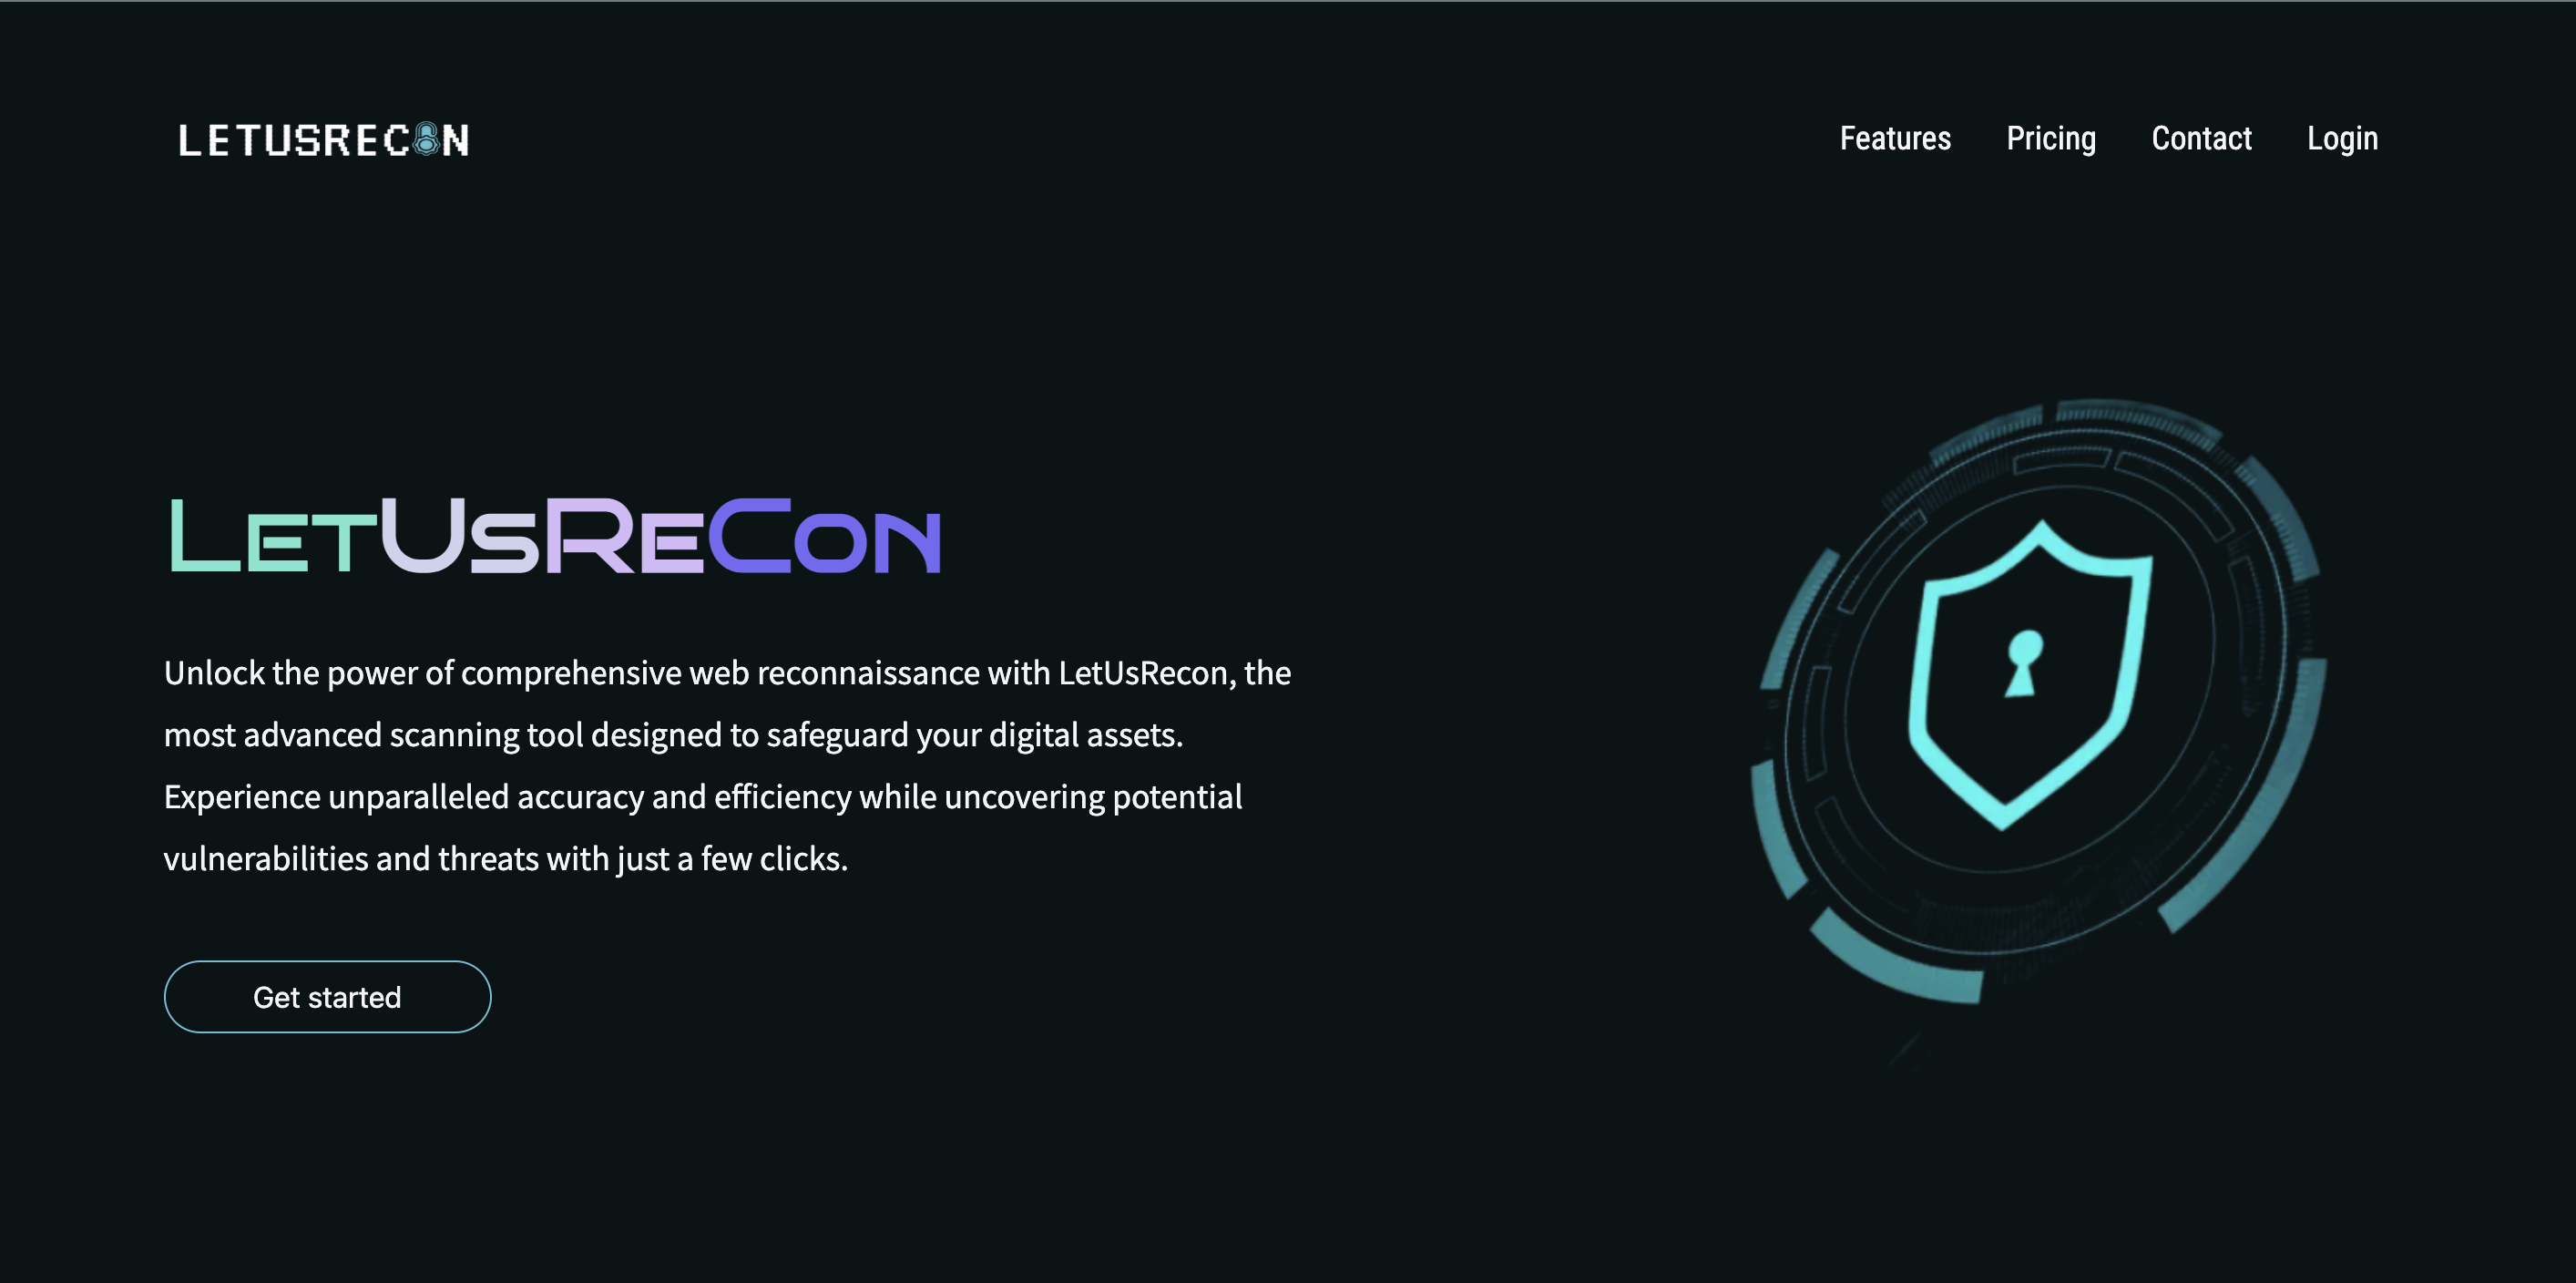 LETUSRECON
Features Pricing Contact Login
LetUsReCon
Unlock the power of comprehensive web reconnaissance with LetUsRecon, the
most advanced scanning tool designed to safeguard your digital assets.
Experience unparalleled accuracy and efficiency while uncovering potential
vulnerabilities and threats with just a few clicks.
Get started